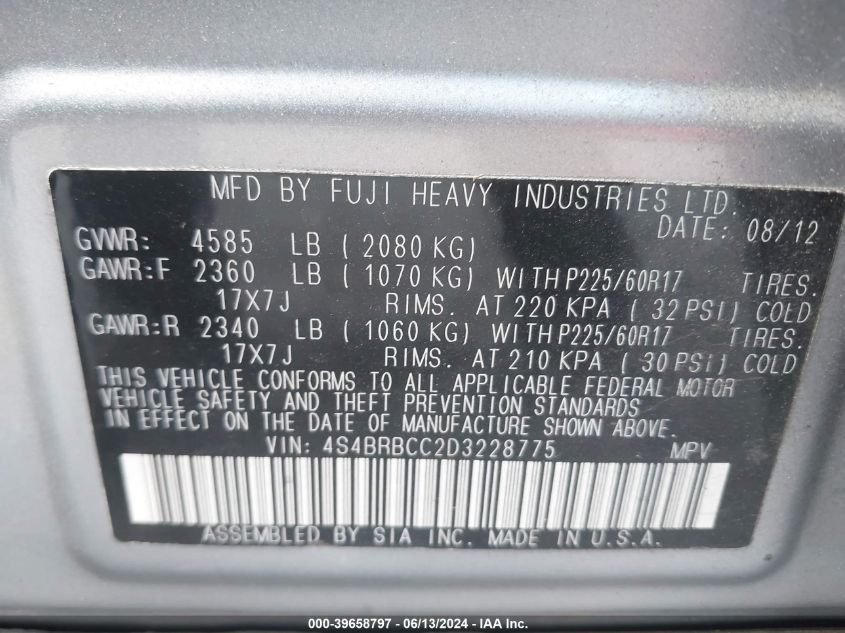 MFD BY FUJI HEAVY INDUSTRIES LTD.
DATE: 08/12
GVWR: 4585 LB ( 2080 KG)
GAWR:F 2360 LB ( 1070 KG) WITH P225/60R17 TIRES.
17X7J RIMS. AT 220 KPA ( 32 PSI) COLD
GAWR:R 2340 LB ( 1060 KG) WITH P225/60R17 TIRES.
17X7J RIMS. AT 210 KPA ( 30 PSI) COLD
THIS VEHICLE CONFORMS TO ALL APPLICABLE FEDERAL MOTOR
VEHICLE SAFETY AND THEFT PREVENTION STANDARDS
IN EFFECT ON THE DATE OF MANUFACTURE SHOWN ABOVE.
VIN: 4S4BRBCC2D3228775 MPV
ASSEMBLED BY SIA INC. MADE IN U.S.A.
000-39658797 - 06/13/2024 - IAA Inc.